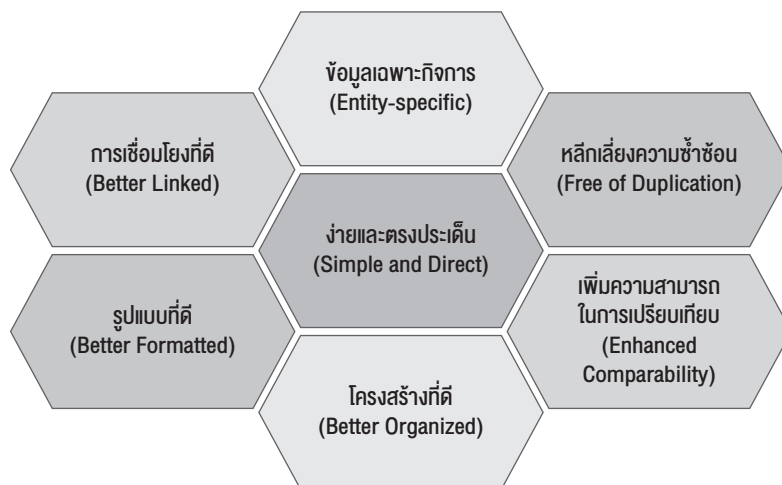 ข้อมูลเฉพาะกิจการ
(Entity-specific)
การเชื่อมโยงที่ดี
(Better Linked)
หลีกเลี่ยงความซ้ำซ้อน
(Free of Duplication)
ง่ายและตรงประเด็น
(Simple and Direct)
รูปแบบที่ดี
(Better Formatted)
เพิ่มความสามารถ
ในการเปรียบเทียบ
(Enhanced
Comparability)
โครงสร้างที่ดี
(Better Organized)